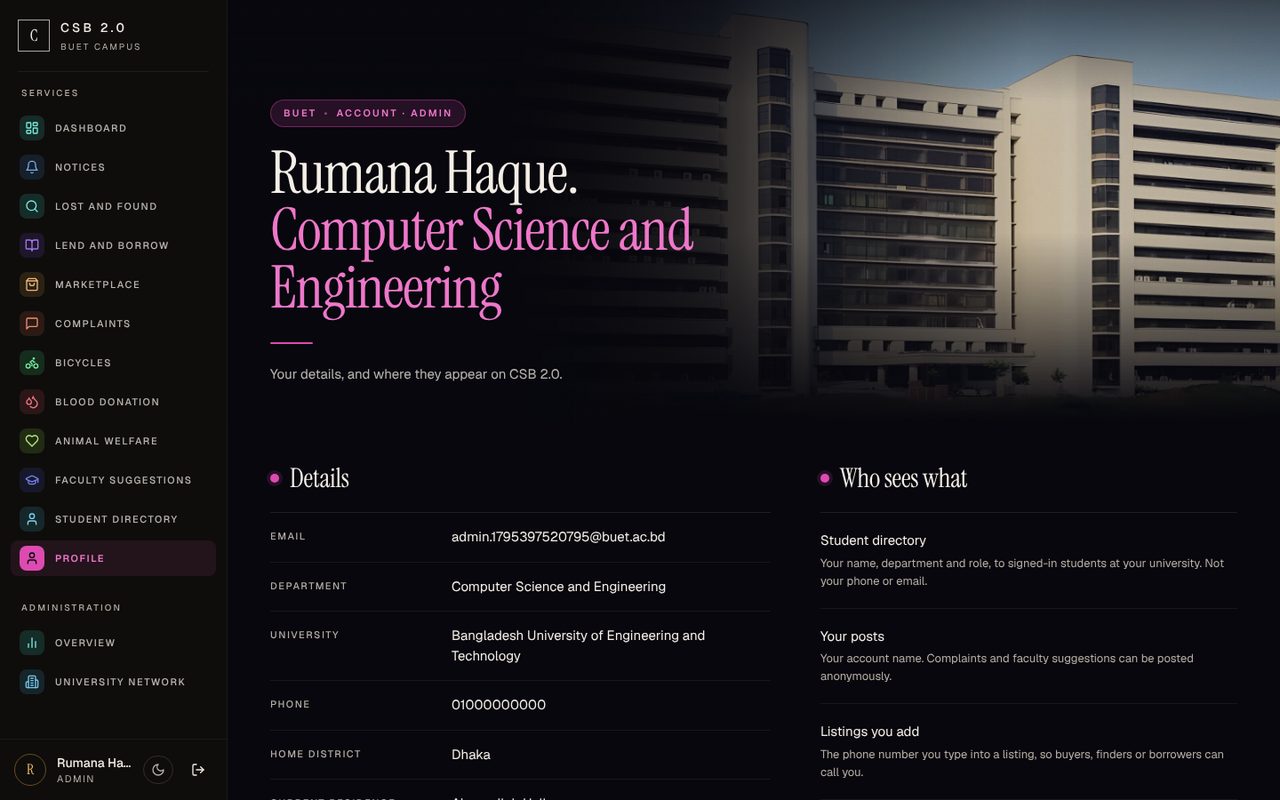 C
CSB 2.0
BUET CAMPUS
SERVICES
DASHBOARD
NOTICES
LOST AND FOUND
LEND AND BORROW
MARKETPLACE
COMPLAINTS
BICYCLES
BLOOD DONATION
ANIMAL WELFARE
FACULTY SUGGESTIONS
STUDENT DIRECTORY
PROFILE
ADMINISTRATION
OVERVIEW
UNIVERSITY NETWORK
R
Rumana Ha...
ADMIN
BUET · ACCOUNT · ADMIN
Rumana Haque.
Computer Science and
Engineering
Your details, and where they appear on CSB 2.0.
Details
EMAIL
admin.1795397520795@buet.ac.bd
DEPARTMENT
Computer Science and Engineering
UNIVERSITY
Bangladesh University of Engineering and
Technology
PHONE
01000000000
HOME DISTRICT
Dhaka
Who sees what
Student directory
Your name, department and role, to signed-in students at your university. Not
your phone or email.
Your posts
Your account name. Complaints and faculty suggestions can be posted
anonymously.
Listings you add
The phone number you type into a listing, so buyers, finders or borrowers can
call you.